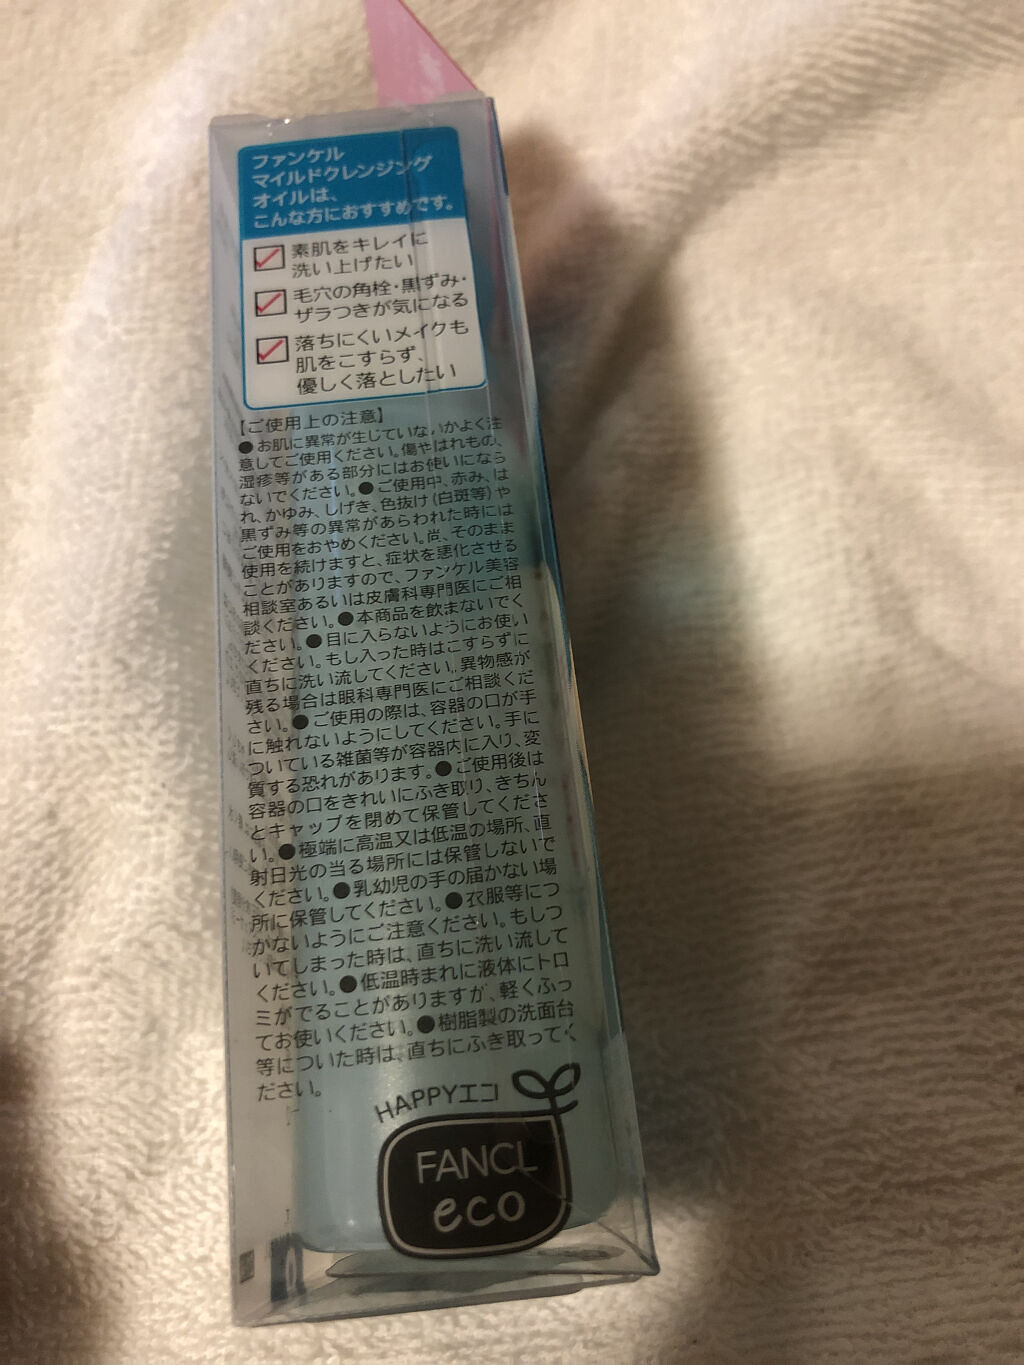 ファンケル
マイルドクレンジング
オイルは、
こんな方におすすめです。
素肌をキレイに
洗い上げたい
毛穴の角栓・黒ずみ・
ザラつきが気になる
落ちにくいメイクも
肌をこすらず、
優しく落としたい
【ご使用上の注意】
●お肌に異常が生じていないかよく注
意してご使用ください。傷やはれもの、
湿疹等がある部分にはお使いになら
ないでください。●ご使用中、赤み、は
れ、かゆみ、しげき、色抜け(白斑等)や
黒ずみ等の異常があらわれた時には
ご使用をおやめください。尚、そのまま
使用を続けますと、症状を悪化させる
ことがありますので、ファンケル美容
相談室あるいは皮膚科専門医にご相
談ください。●本商品を飲まないでく
ださい。●目に入らないようにお使い
ください。もし入った時はこすらずに
直ちに洗い流してください。異物感が
残る場合は眼科専門医にご相談くだ
さい。●ご使用の際は、容器の口が手
に触れないようにしてください。手に
ついている雑菌等が容器内に入り、変
質する恐れがあります。●ご使用後は
容器の口をきれいにふき取り、きちん
とキャップを閉めて保管してくださ
い。●極端に高温又は低温の場所、直
射日光の当る場所には保管しないで
ください。●乳幼児の手の届かない場
所に保管してください。●衣服等につ
かないようにご注意ください。もしつ
いてしまった時は、直ちに洗い流して
ください。●低温時まれに液体にトロ
ミがでることがありますが、軽くふっ
てお使いください。●樹脂製の洗面台
等についた時は、直ちにふき取ってく
ださい。
HAPPYエコ
FANCL
eco